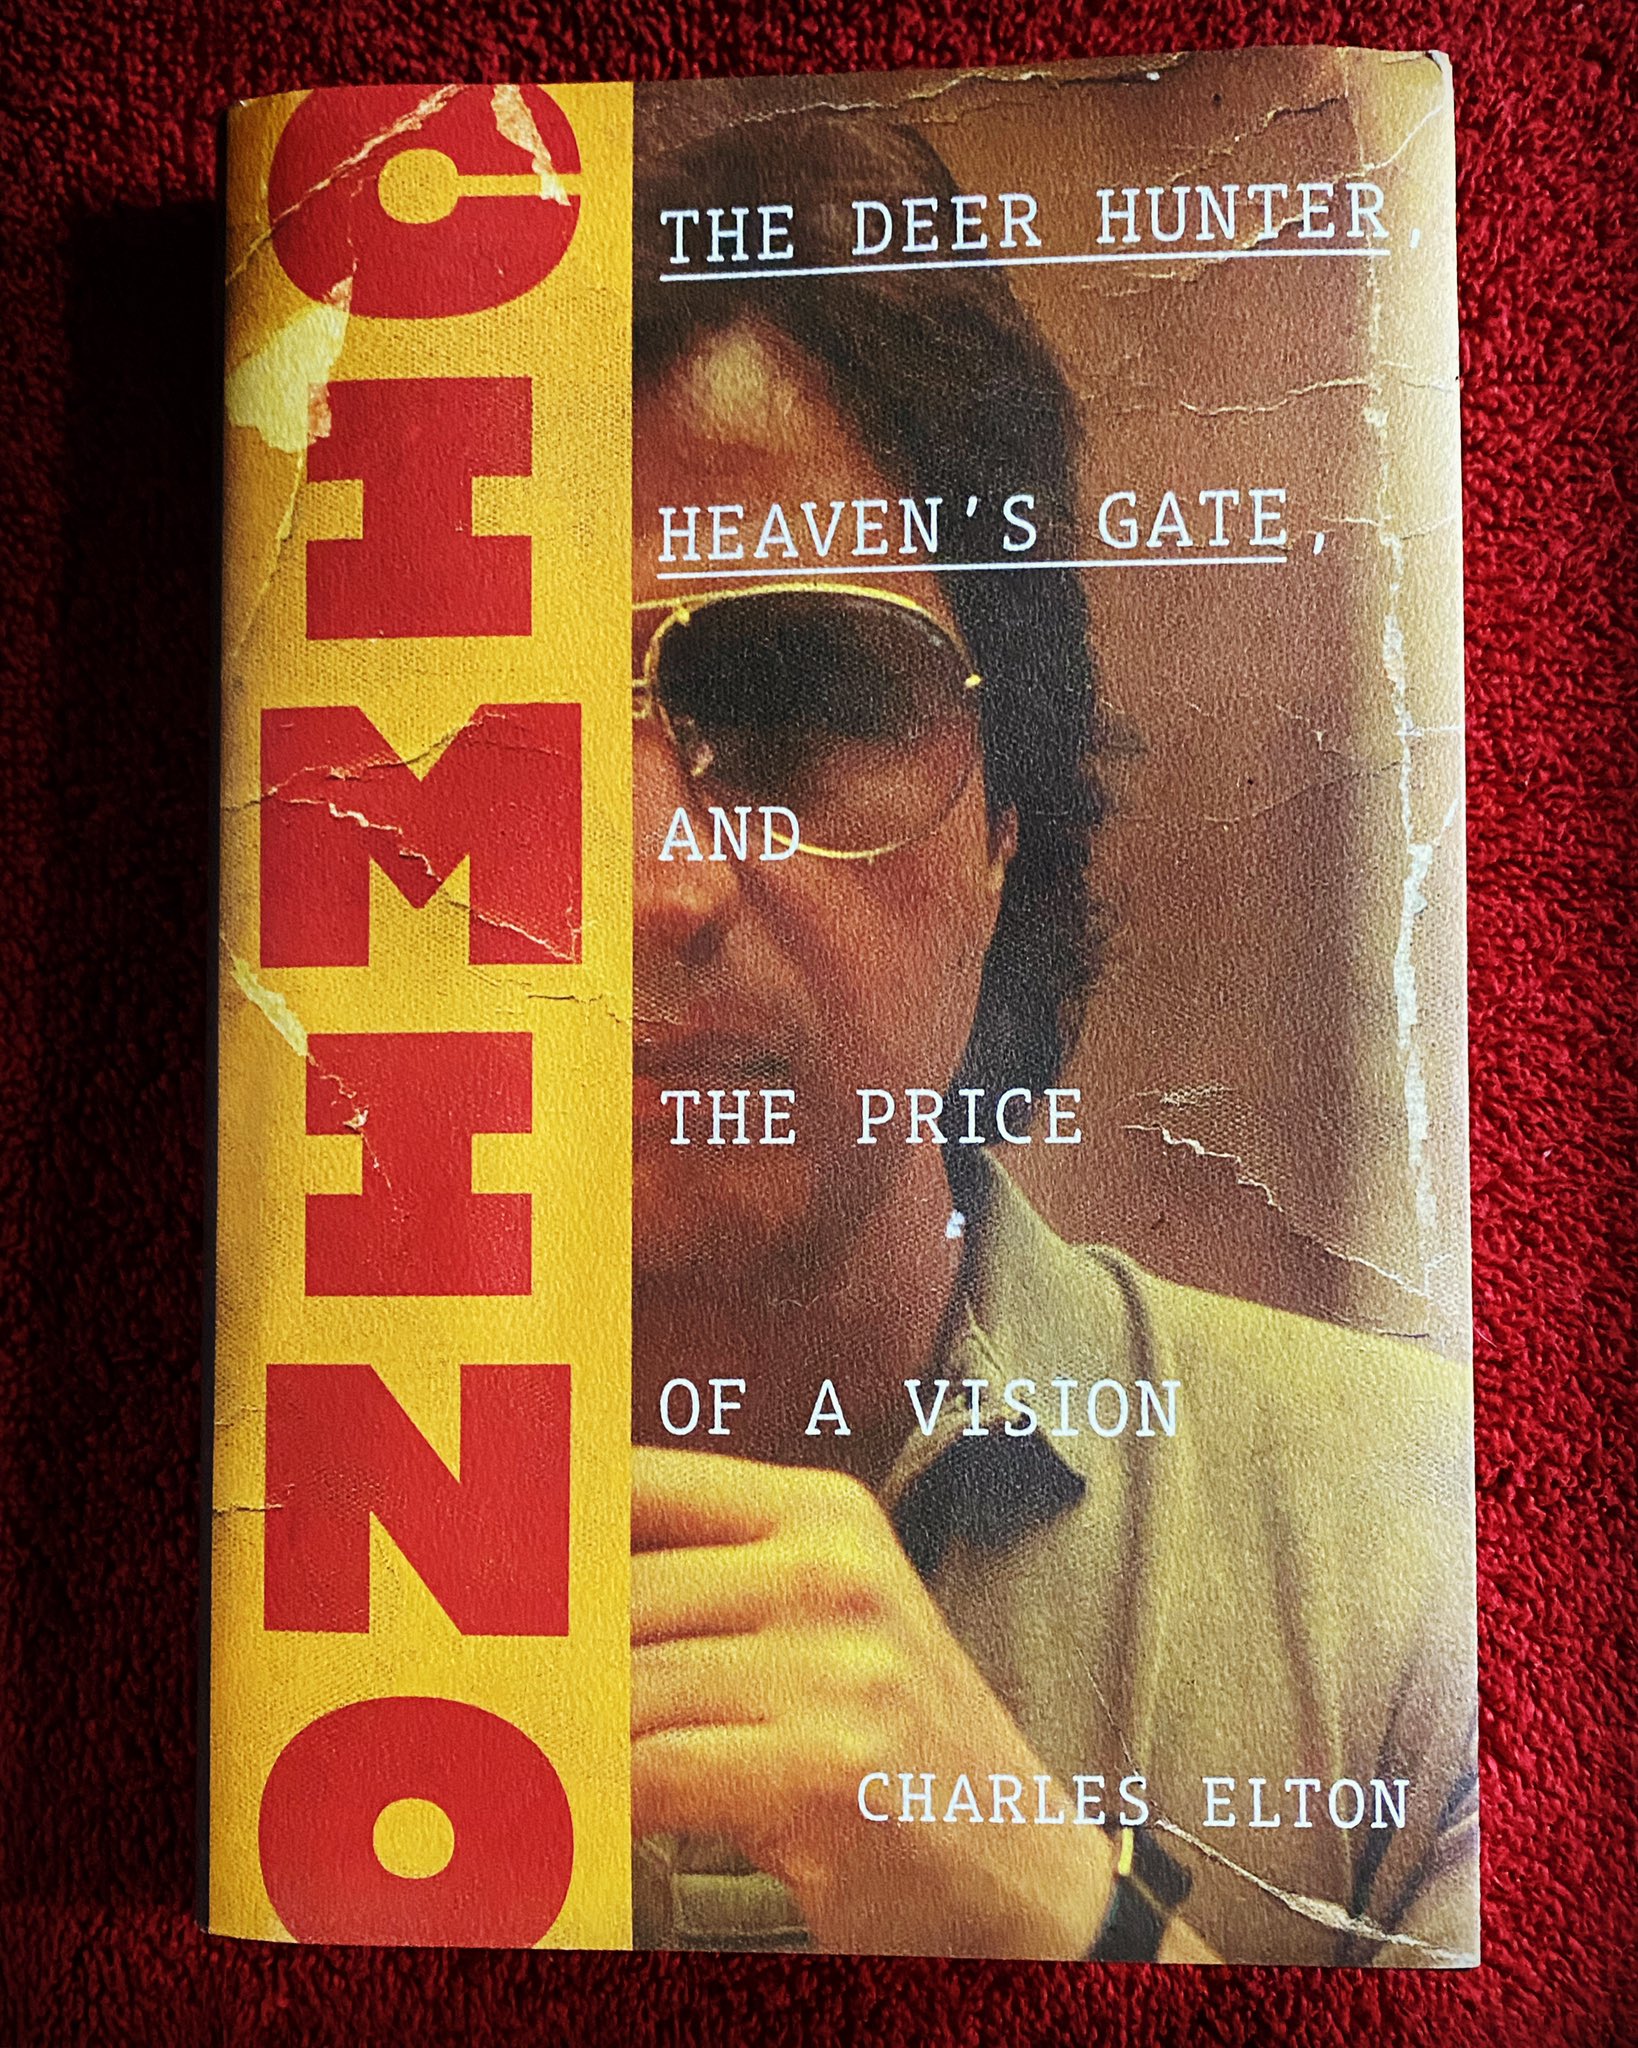 CIMINO
THE DEER HUNTER,
HEAVEN'S GATE,
AND
THE PRICE
OF A VISION
CHARLES ELTON